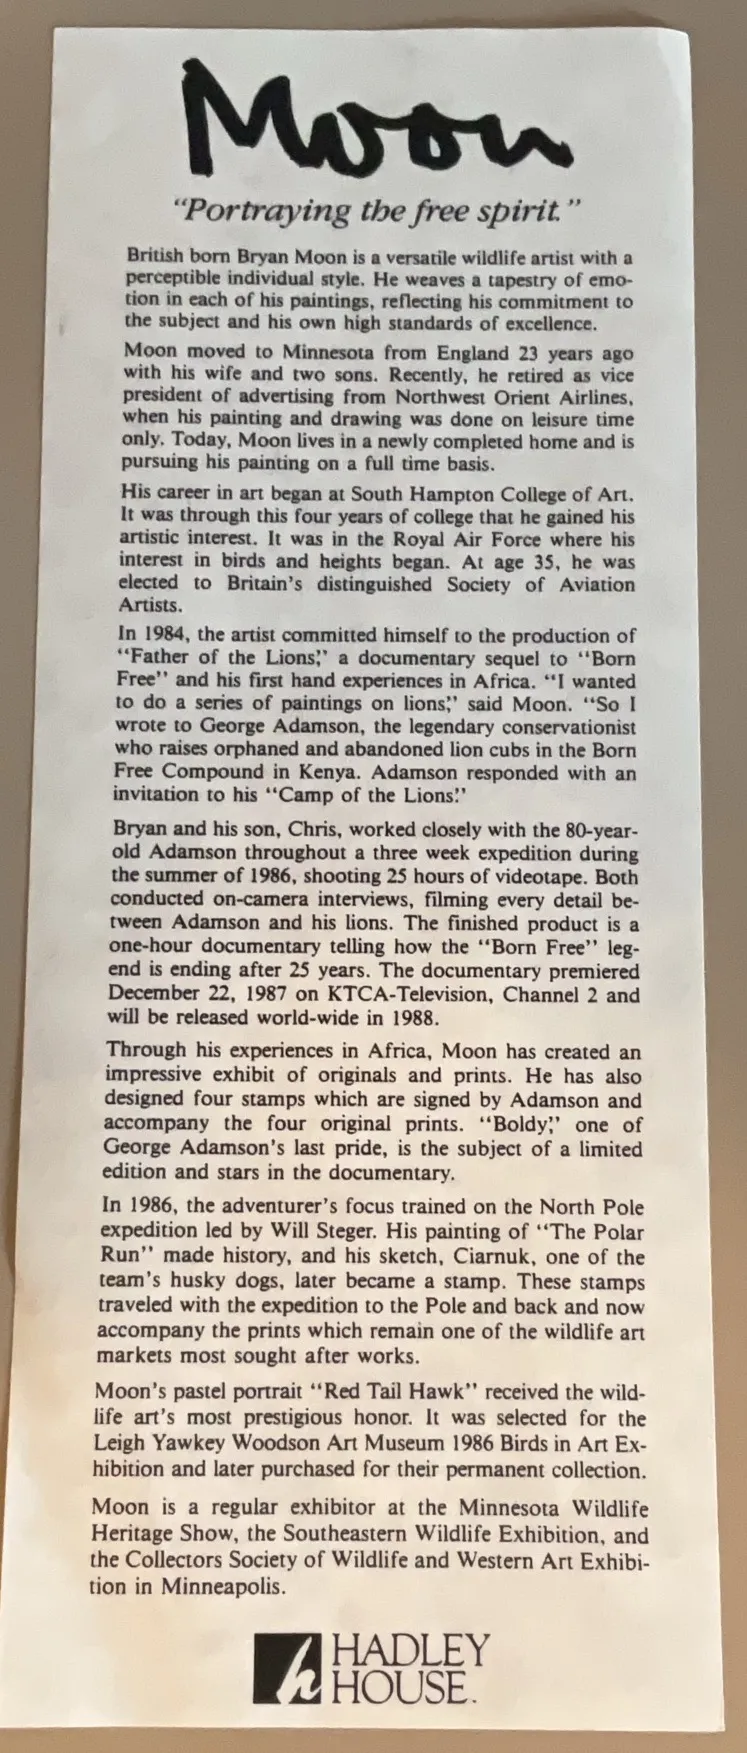 Moon
"Portraying the free spirit."
British born Bryan Moon is a versatile wildlife artist with a
perceptible individual style. He weaves a tapestry of emo-
tion in each of his paintings, reflecting his commitment to
the subject and his own high standards of excellence.
Moon moved to Minnesota from England 23 years ago
with his wife and two sons. Recently, he retired as vice
president of advertising from Northwest Orient Airlines,
when his painting and drawing was done on leisure time
only. Today, Moon lives in a newly completed home and is
pursuing his painting on a full time basis.
His career in art began at South Hampton College of Art.
It was through this four years of college that he gained his
artistic interest. It was in the Royal Air Force where his
interest in birds and heights began. At age 35, he was
elected to Britain's distinguished Society of Aviation
Artists.
In 1984, the artist committed himself to the production of
"Father of the Lions," a documentary sequel to "Born
Free" and his first hand experiences in Africa. "I wanted
to do a series of paintings on lions," said Moon. "So I
wrote to George Adamson, the legendary conservationist
who raises orphaned and abandoned lion cubs in the Born
Free Compound in Kenya. Adamson responded with an
invitation to his "Camp of the Lions."
Bryan and his son, Chris, worked closely with the 80-year-
old Adamson throughout a three week expedition during
the summer of 1986, shooting 25 hours of videotape. Both
conducted on-camera interviews, filming every detail be-
tween Adamson and his lions. The finished product is a
one-hour documentary telling how the "Born Free" leg-
end is ending after 25 years. The documentary premiered
December 22, 1987 on KTCA-Television, Channel 2 and
will be released world-wide in 1988.
Through his experiences in Africa, Moon has created an
impressive exhibit of originals and prints. He has also
designed four stamps which are signed by Adamson and
accompany the four original prints. "Boldy," one of
George Adamson's last pride, is the subject of a limited
edition and stars in the documentary.
In 1986, the adventurer's focus trained on the North Pole
expedition led by Will Steger. His painting of "The Polar
Run" made history, and his sketch, Ciarnuk, one of the
team's husky dogs, later became a stamp. These stamps
traveled with the expedition to the Pole and back and now
accompany the prints which remain one of the wildlife art
markets most sought after works.
Moon's pastel portrait "Red Tail Hawk" received the wild-
life art's most prestigious honor. It was selected for the
Leigh Yawkey Woodson Art Museum 1986 Birds in Art Ex-
hibition and later purchased for their permanent collection.
Moon is a regular exhibitor at the Minnesota Wildlife
Heritage Show, the Southeastern Wildlife Exhibition, and
the Collectors Society of Wildlife and Western Art Exhibi-
tion in Minneapolis.
h HADLEY
HOUSE.